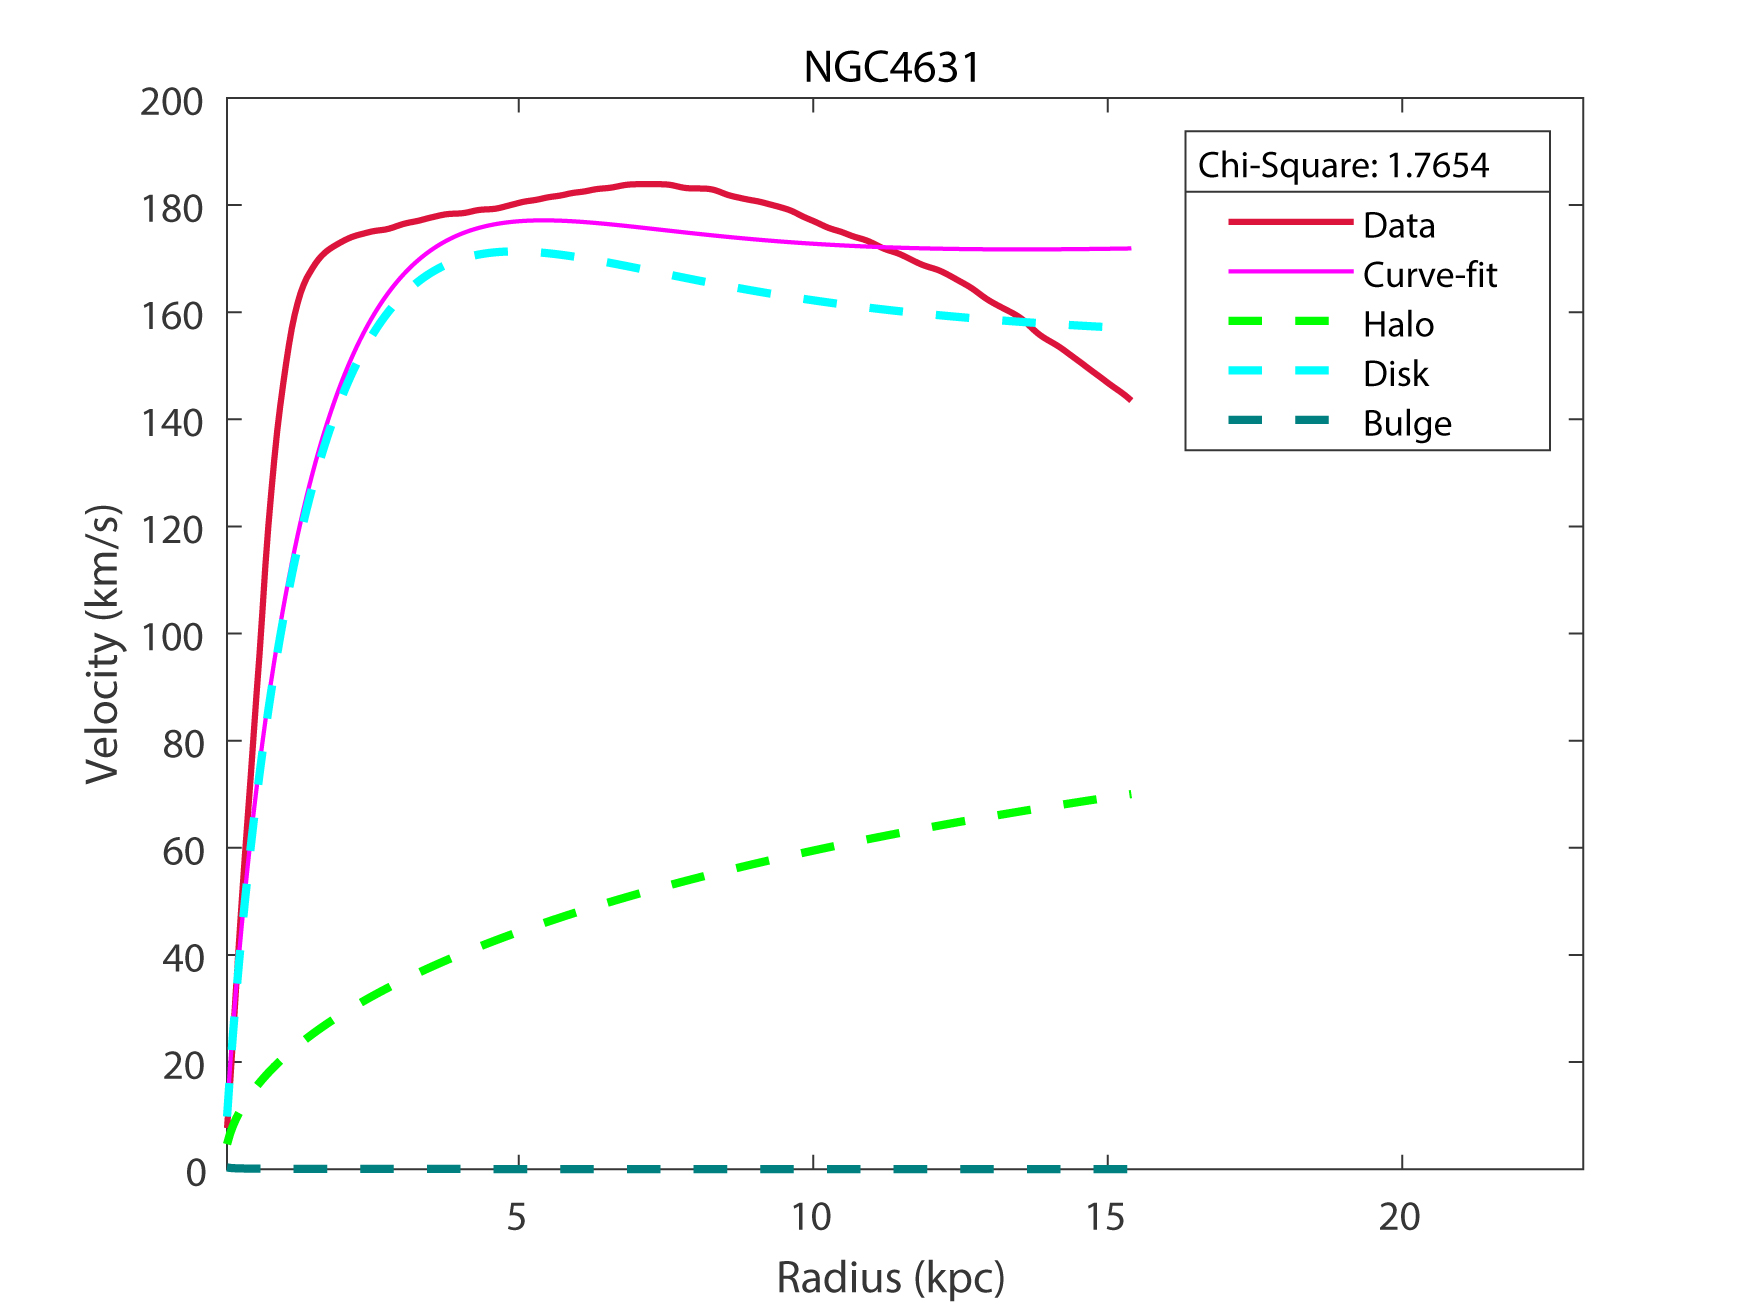 NGC4631
200
180
160
140
120
100
80
60
40
20
0
Velocity (km/s)
Chi-Square: 1.7654
Data
Curve-fit
Halo
Disk
Bulge
5 10 15 20
Radius (kpc)